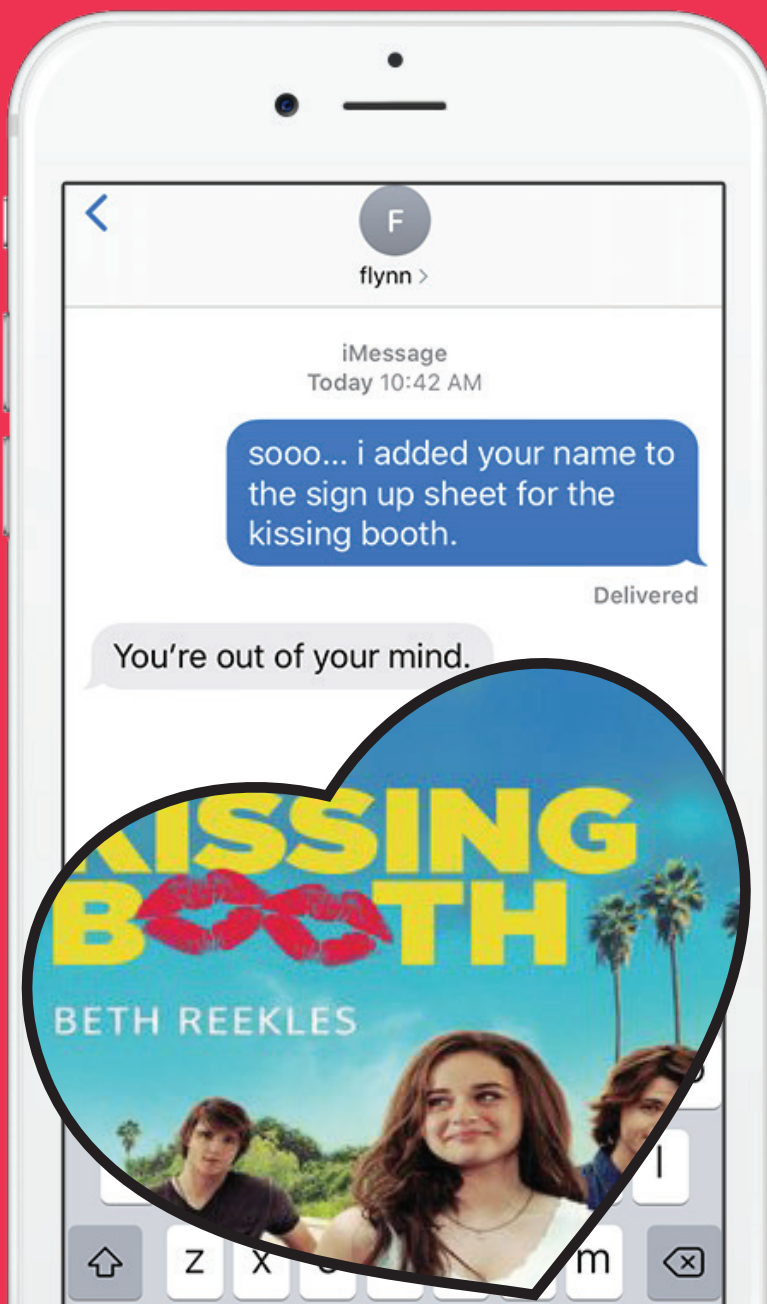 F
flynn >
iMessage
Today 10:42 AM
sooo... i added your name to
the sign up sheet for the
kissing booth.
Delivered
You're out of your mind.
KISSING
BOOTH
BETH REEKLES
l
z x m